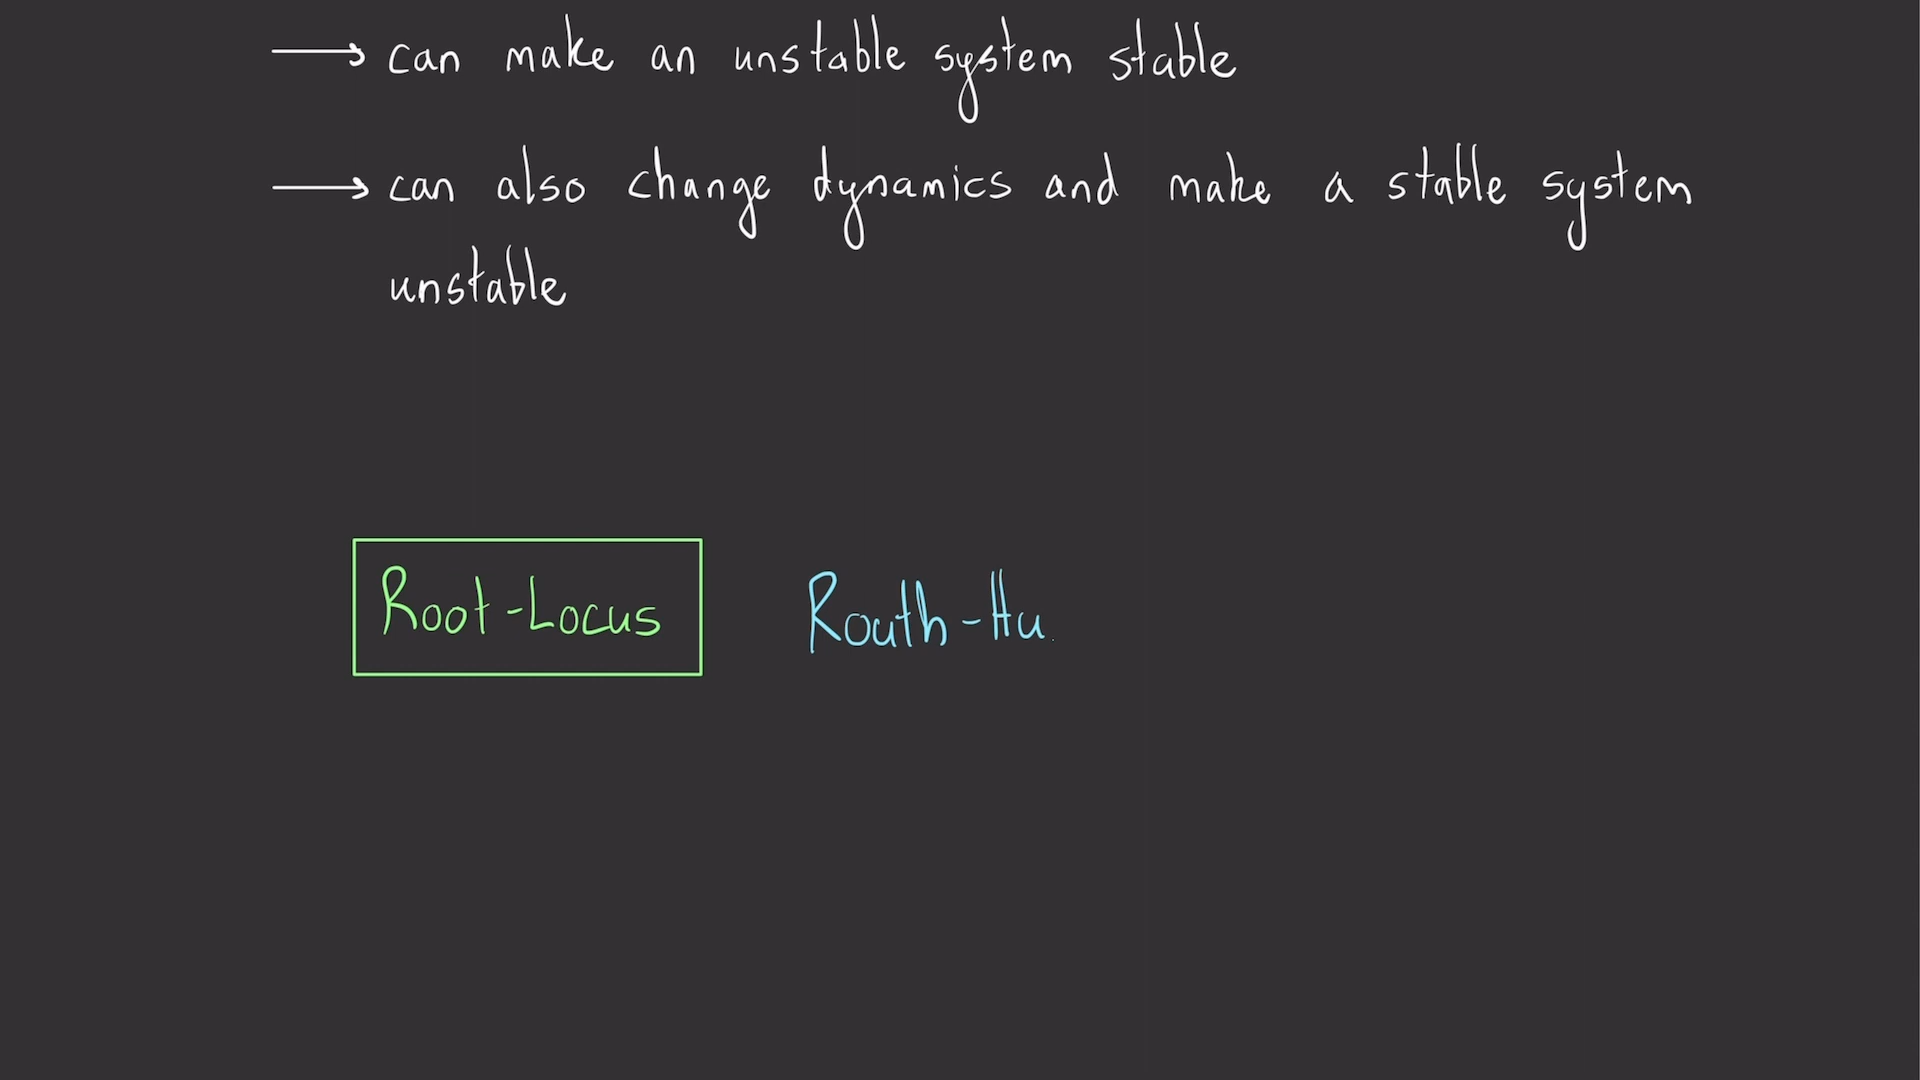 ⟶ can make an unstable system stable
⟶ can also change dynamics and make a stable system
unstable
Root-Locus Routh-Hu